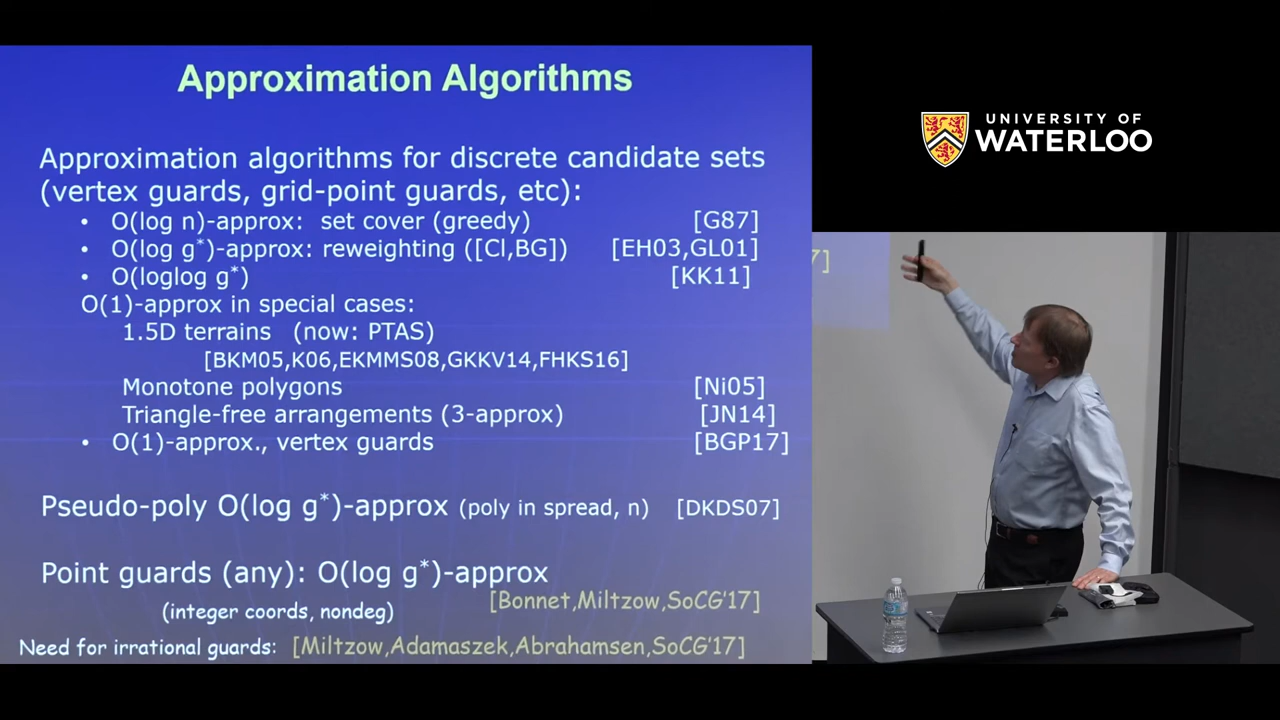 Approximation Algorithms
Approximation algorithms for discrete candidate sets
(vertex guards, grid-point guards, etc):
• O(log n)-approx: set cover (greedy) [G87]
• O(log g*)-approx: reweighting ([Cl,BG]) [EH03,GL01]
• O(loglog g*) [KK11]
O(1)-approx in special cases:
1.5D terrains (now: PTAS)
[BKM05,K06,EKMMS08,GKKV14,FHKS16]
Monotone polygons [Ni05]
Triangle-free arrangements (3-approx) [JN14]
• O(1)-approx., vertex guards [BGP17]
Pseudo-poly O(log g*)-approx (poly in spread, n) [DKDS07]
Point guards (any): O(log g*)-approx
(integer coords, nondeg) [Bonnet,Miltzow,SoCG'17]
Need for irrational guards: [Miltzow,Adamaszek,Abrahamsen,SoCG'17]
UNIVERSITY OF
WATERLOO
7]